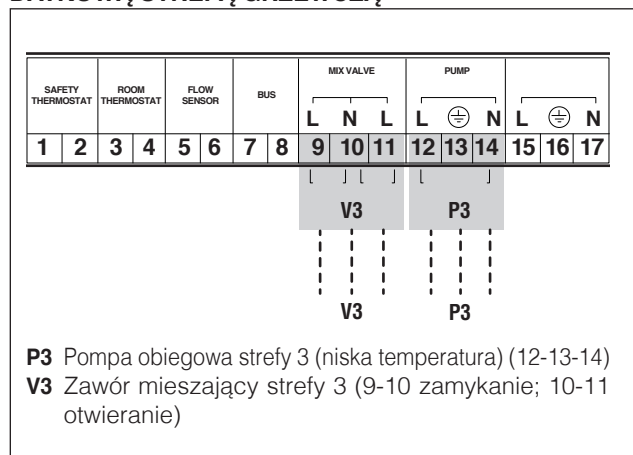 SAFETY THERMOSTAT
ROOM THERMOSTAT
FLOW SENSOR
BUS
MIX VALVE
PUMP
L N L L N L N
1 2 3 4 5 6 7 8 9 10 11 12 13 14 15 16 17
V3 P3
V3 P3
P3 Pompa obiegowa strefy 3 (niska temperatura) (12-13-14)
V3 Zawór mieszający strefy 3 (9-10 zamykanie; 10-11
otwieranie)